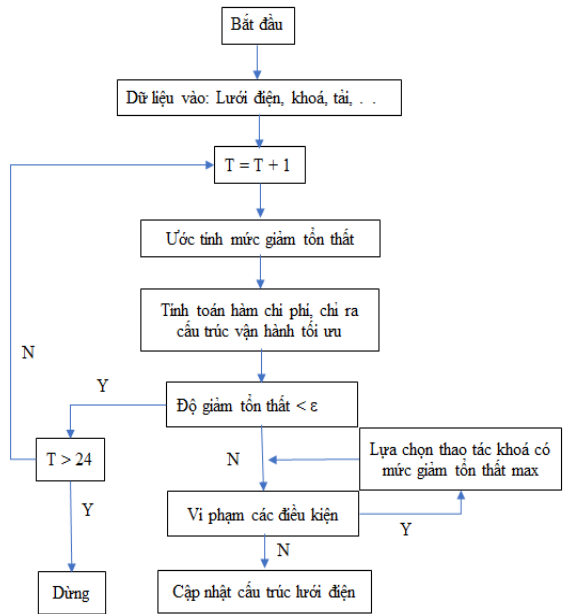 Bắt đầu
Dữ liệu vào: Lưới điện, khoá, tải, . .
T = T + 1
Ước tính mức giảm tổn thất
Tính toán hàm chi phí, chỉ ra
cấu trúc vận hành tối ưu
N
Y
Độ giảm tổn thất < ε
T > 24
N
Lựa chọn thao tác khoá có
mức giảm tổn thất max
Y
Vi phạm các điều kiện
Y
N
Dừng
Cập nhật cấu trúc lưới điện